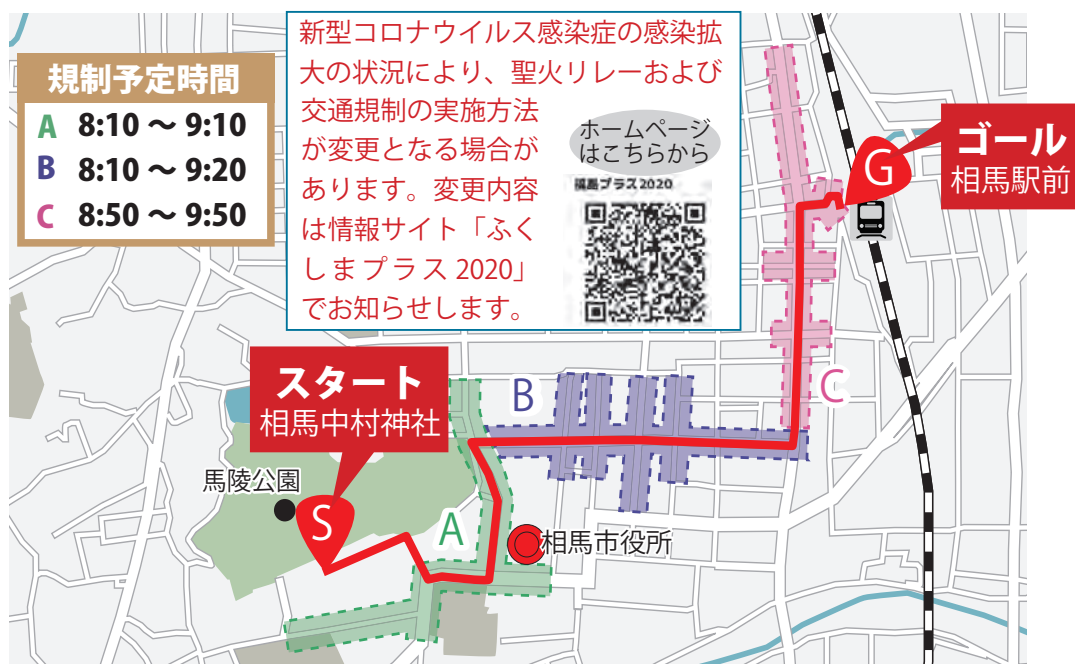 規制予定時間
A 8:10 〜 9:10
B 8:10 〜 9:20
C 8:50 〜 9:50
新型コロナウイルス感染症の感染拡
大の状況により、聖火リレーおよび
交通規制の実施方法
が変更となる場合が
あります。変更内容
は情報サイト「ふく
しまプラス 2020」
でお知らせします。
ホームページ
はこちらから
福島プラス2020
G
ゴール
相馬駅前
スタート
相馬中村神社
B
C
馬陵公園
S
A
相馬市役所